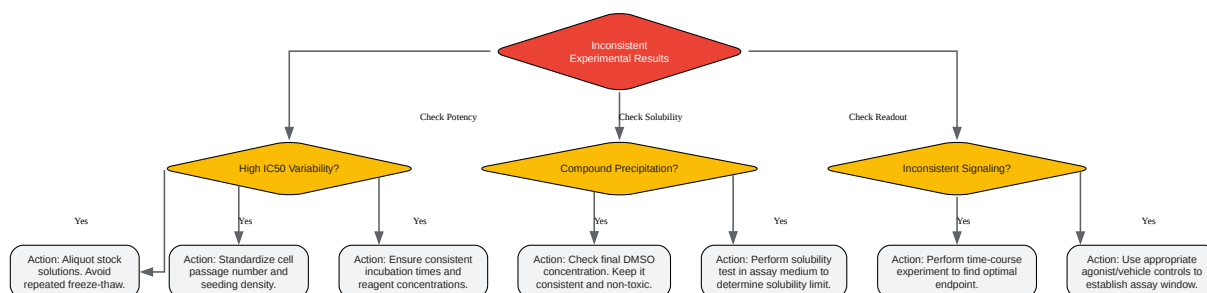 Inconsistent
Experimental Results
Check Potency
Check Solubility
Check Readout
High IC50 Variability?
Compound Precipitation?
Inconsistent Signaling?
Yes
Yes
Yes
Yes
Yes
Yes
Yes
Action: Aliquot stock
solutions. Avoid
repeated freeze-thaw.
Action: Standardize cell
passage number and
seeding density.
Action: Ensure consistent
incubation times and
reagent concentrations.
Action: Check final DMSO
concentration. Keep it
consistent and non-toxic.
Action: Perform solubility
test in assay medium to
determine solubility limit.
Action: Perform time-course
experiment to find optimal
endpoint.
Action: Use appropriate
agonist/vehicle controls to
establish assay window.